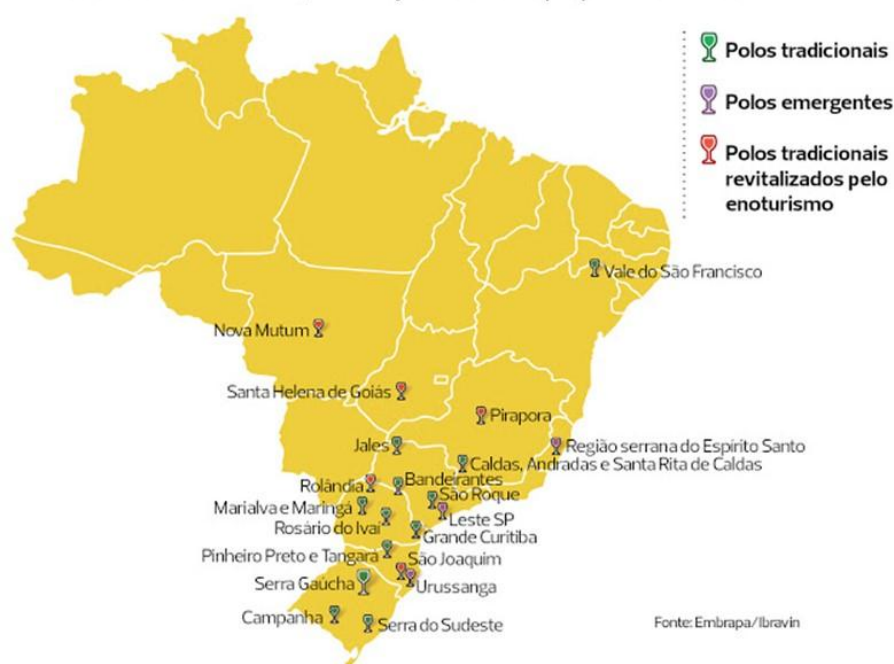 Polos tradicionais
Polos emergentes
Polos tradicionais
revitalizados pelo
enoturismo
Vale do São Francisco
Nova Mutum
Santa Helena de Goiás
Pirapora
Jales
Região serrana do Espírito Santo
Caldas, Andradas e Santa Rita de Caldas
Bandeirantes
Rolândia
São Roque
Marialva e Maringá
Leste SP
Rosário do Ivaí
Grande Curitiba
Pinheiro Preto e Tangará
São Joaquim
Serra Gaúcha
Urussanga
Campanha
Serra do Sudeste
Fonte: Embrapa/Ibravin